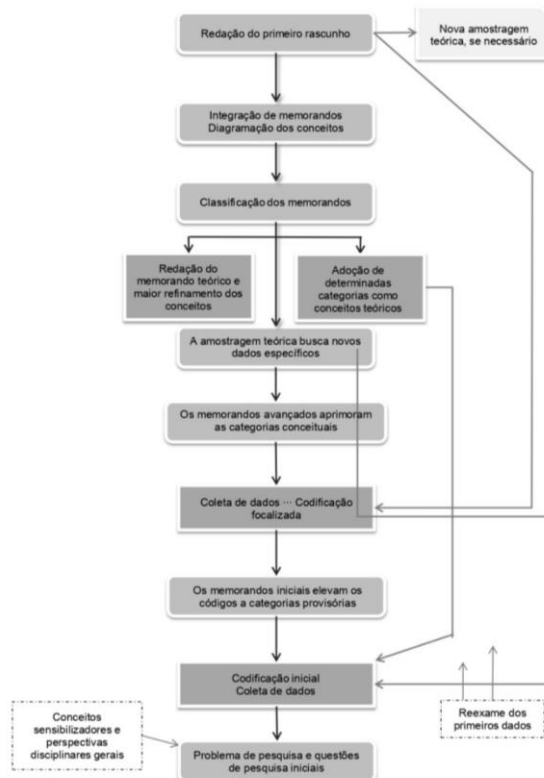 Redação do primeiro rascunho
Nova amostragem
teórica, se necessário
Integração de memorandos
Diagramação dos conceitos
Classificação dos memorandos
Redação do
memorando teórico e
maior refinamento dos
conceitos
Adoção de
determinadas
categorias como
conceitos teóricos
A amostragem teórica busca novos
dados específicos
Os memorandos avançados aprimoram
as categorias conceituais
Coleta de dados ··· Codificação
focalizada
Os memorandos iniciais elevam os
códigos a categorias provisórias
Codificação inicial
Coleta de dados
Conceitos
sensibilizadores e
perspectivas
disciplinares gerais
Reexame dos
primeiros dados
Problema de pesquisa e questões
de pesquisa iniciais